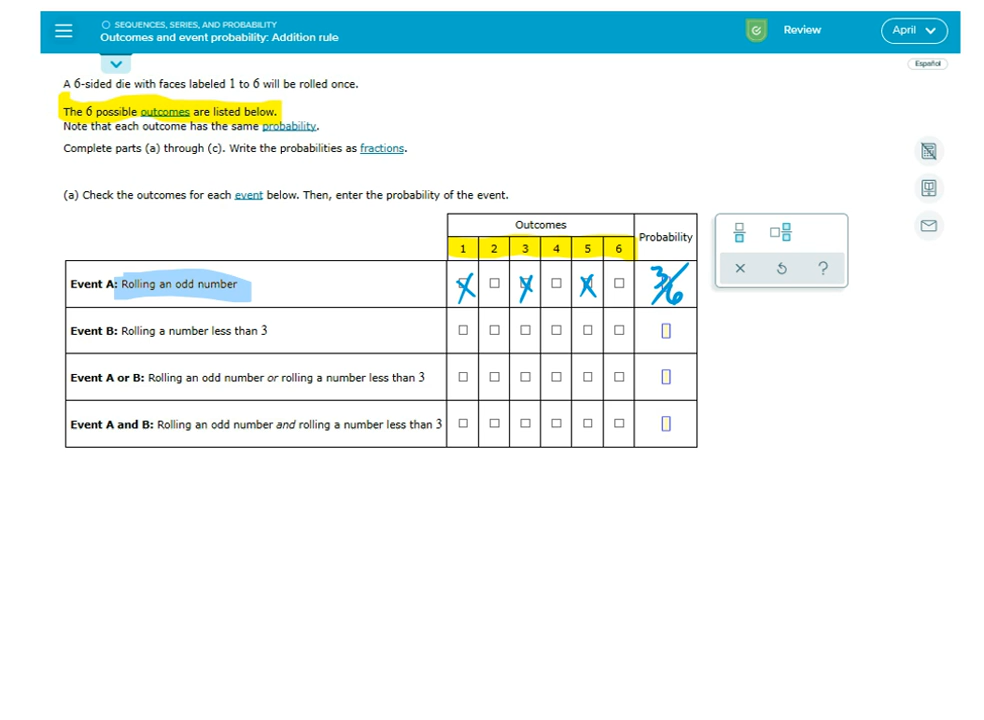 SEQUENCES, SERIES, AND PROBABILITY
Outcomes and event probability: Addition rule
Review
April
Español
A 6-sided die with faces labeled 1 to 6 will be rolled once.
The 6 possible outcomes are listed below.
Note that each outcome has the same probability.
Complete parts (a) through (c). Write the probabilities as fractions.
(a) Check the outcomes for each event below. Then, enter the probability of the event.
Outcomes
Probability
1 2 3 4 5 6
Event A: Rolling an odd number X X X 3/6
Event B: Rolling a number less than 3
Event A or B: Rolling an odd number or rolling a number less than 3
Event A and B: Rolling an odd number and rolling a number less than 3
?